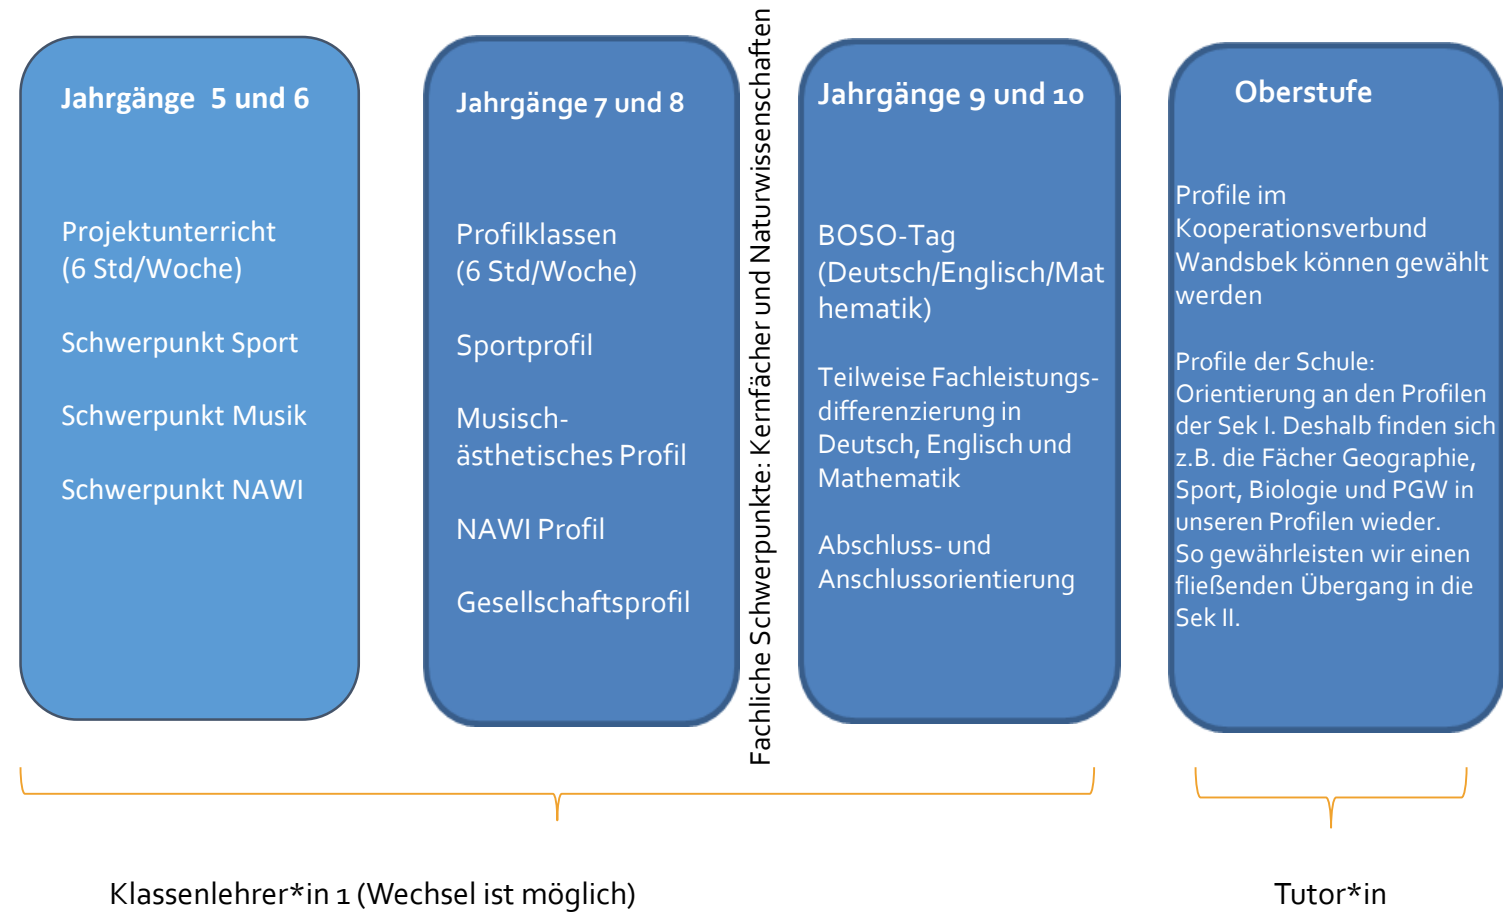 Jahrgänge 5 und 6
Projektunterricht
(6 Std/Woche)
Schwerpunkt Sport
Schwerpunkt Musik
Schwerpunkt NAWI
Jahrgänge 7 und 8
Profilklassen
(6 Std/Woche)
Sportprofil
Musisch-
ästhetisches Profil
NAWI Profil
Gesellschaftsprofil
Fachliche Schwerpunkte: Kernfächer und Naturwissenschaften
Jahrgänge 9 und 10
BOSO-Tag
(Deutsch/Englisch/Mat
hematik)
Teilweise Fachleistungs-
differenzierung in
Deutsch, Englisch und
Mathematik
Abschluss- und
Anschlussorientierung
Oberstufe
Profile im
Kooperationsverbund
Wandsbek können gewählt
werden
Profile der Schule:
Orientierung an den Profilen
der Sek I. Deshalb finden sich
z.B. die Fächer Geographie,
Sport, Biologie und PGW in
unseren Profilen wieder.
So gewährleisten wir einen
fließenden Übergang in die
Sek II.
Klassenlehrer*in 1 (Wechsel ist möglich)
Tutor*in